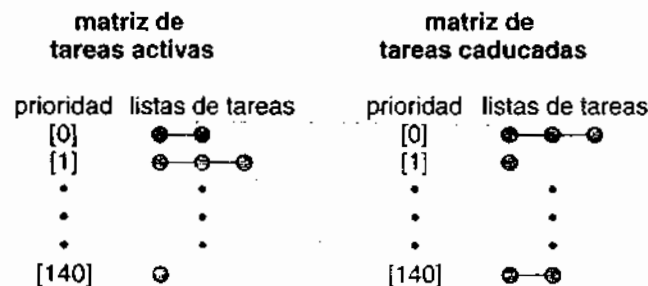 matriz de
tareas activas
prioridad listas de tareas
[0]
[1]
[140]
matriz de
tareas caducadas
prioridad listas de tareas
[0]
[1]
[140]